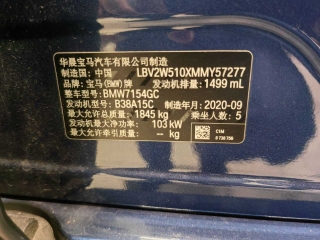 华晨宝马汽车有限公司制造
制造国: 中国 LBV2W510XMMY57277
品牌: 宝马(BMW)牌 发动机排量: 1499 mL
整车型号: BMW7154GC
发动机型号: B38A15C 制造年月: 2020-09
最大允许总质量: 1845 kg 乘坐人数: 5
发动机最大净功率: 103 kW
最大允许牵引质量: - kg
C1M